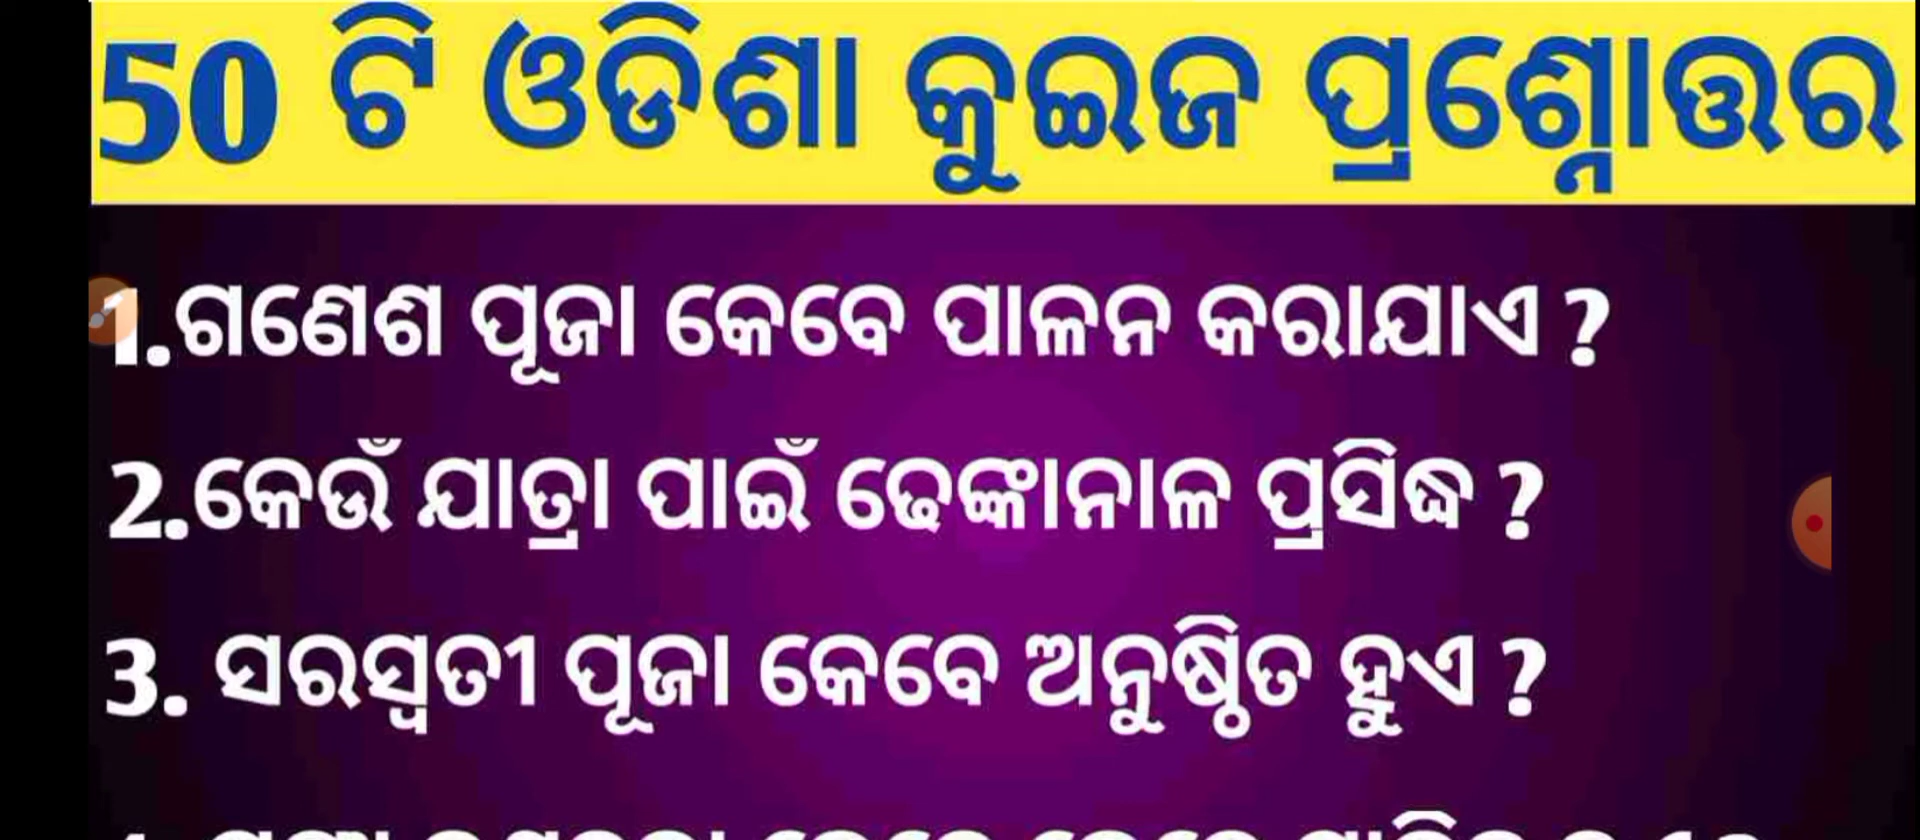 50 ଟି ଓଡିଶା କୁଇଜ ପ୍ରଶ୍ନୋତ୍ତର
1.ଗଣେଶ ପୂଜା କେବେ ପାଳନ କରାଯାଏ ?
2.କେଉଁ ଯାତ୍ରା ପାଇଁ ଢେଙ୍କାନାଳ ପ୍ରସିଦ୍ଧ ?
3. ସରସ୍ୱତୀ ପୂଜା କେବେ ଅନୁଷ୍ଠିତ ହୁଏ ?